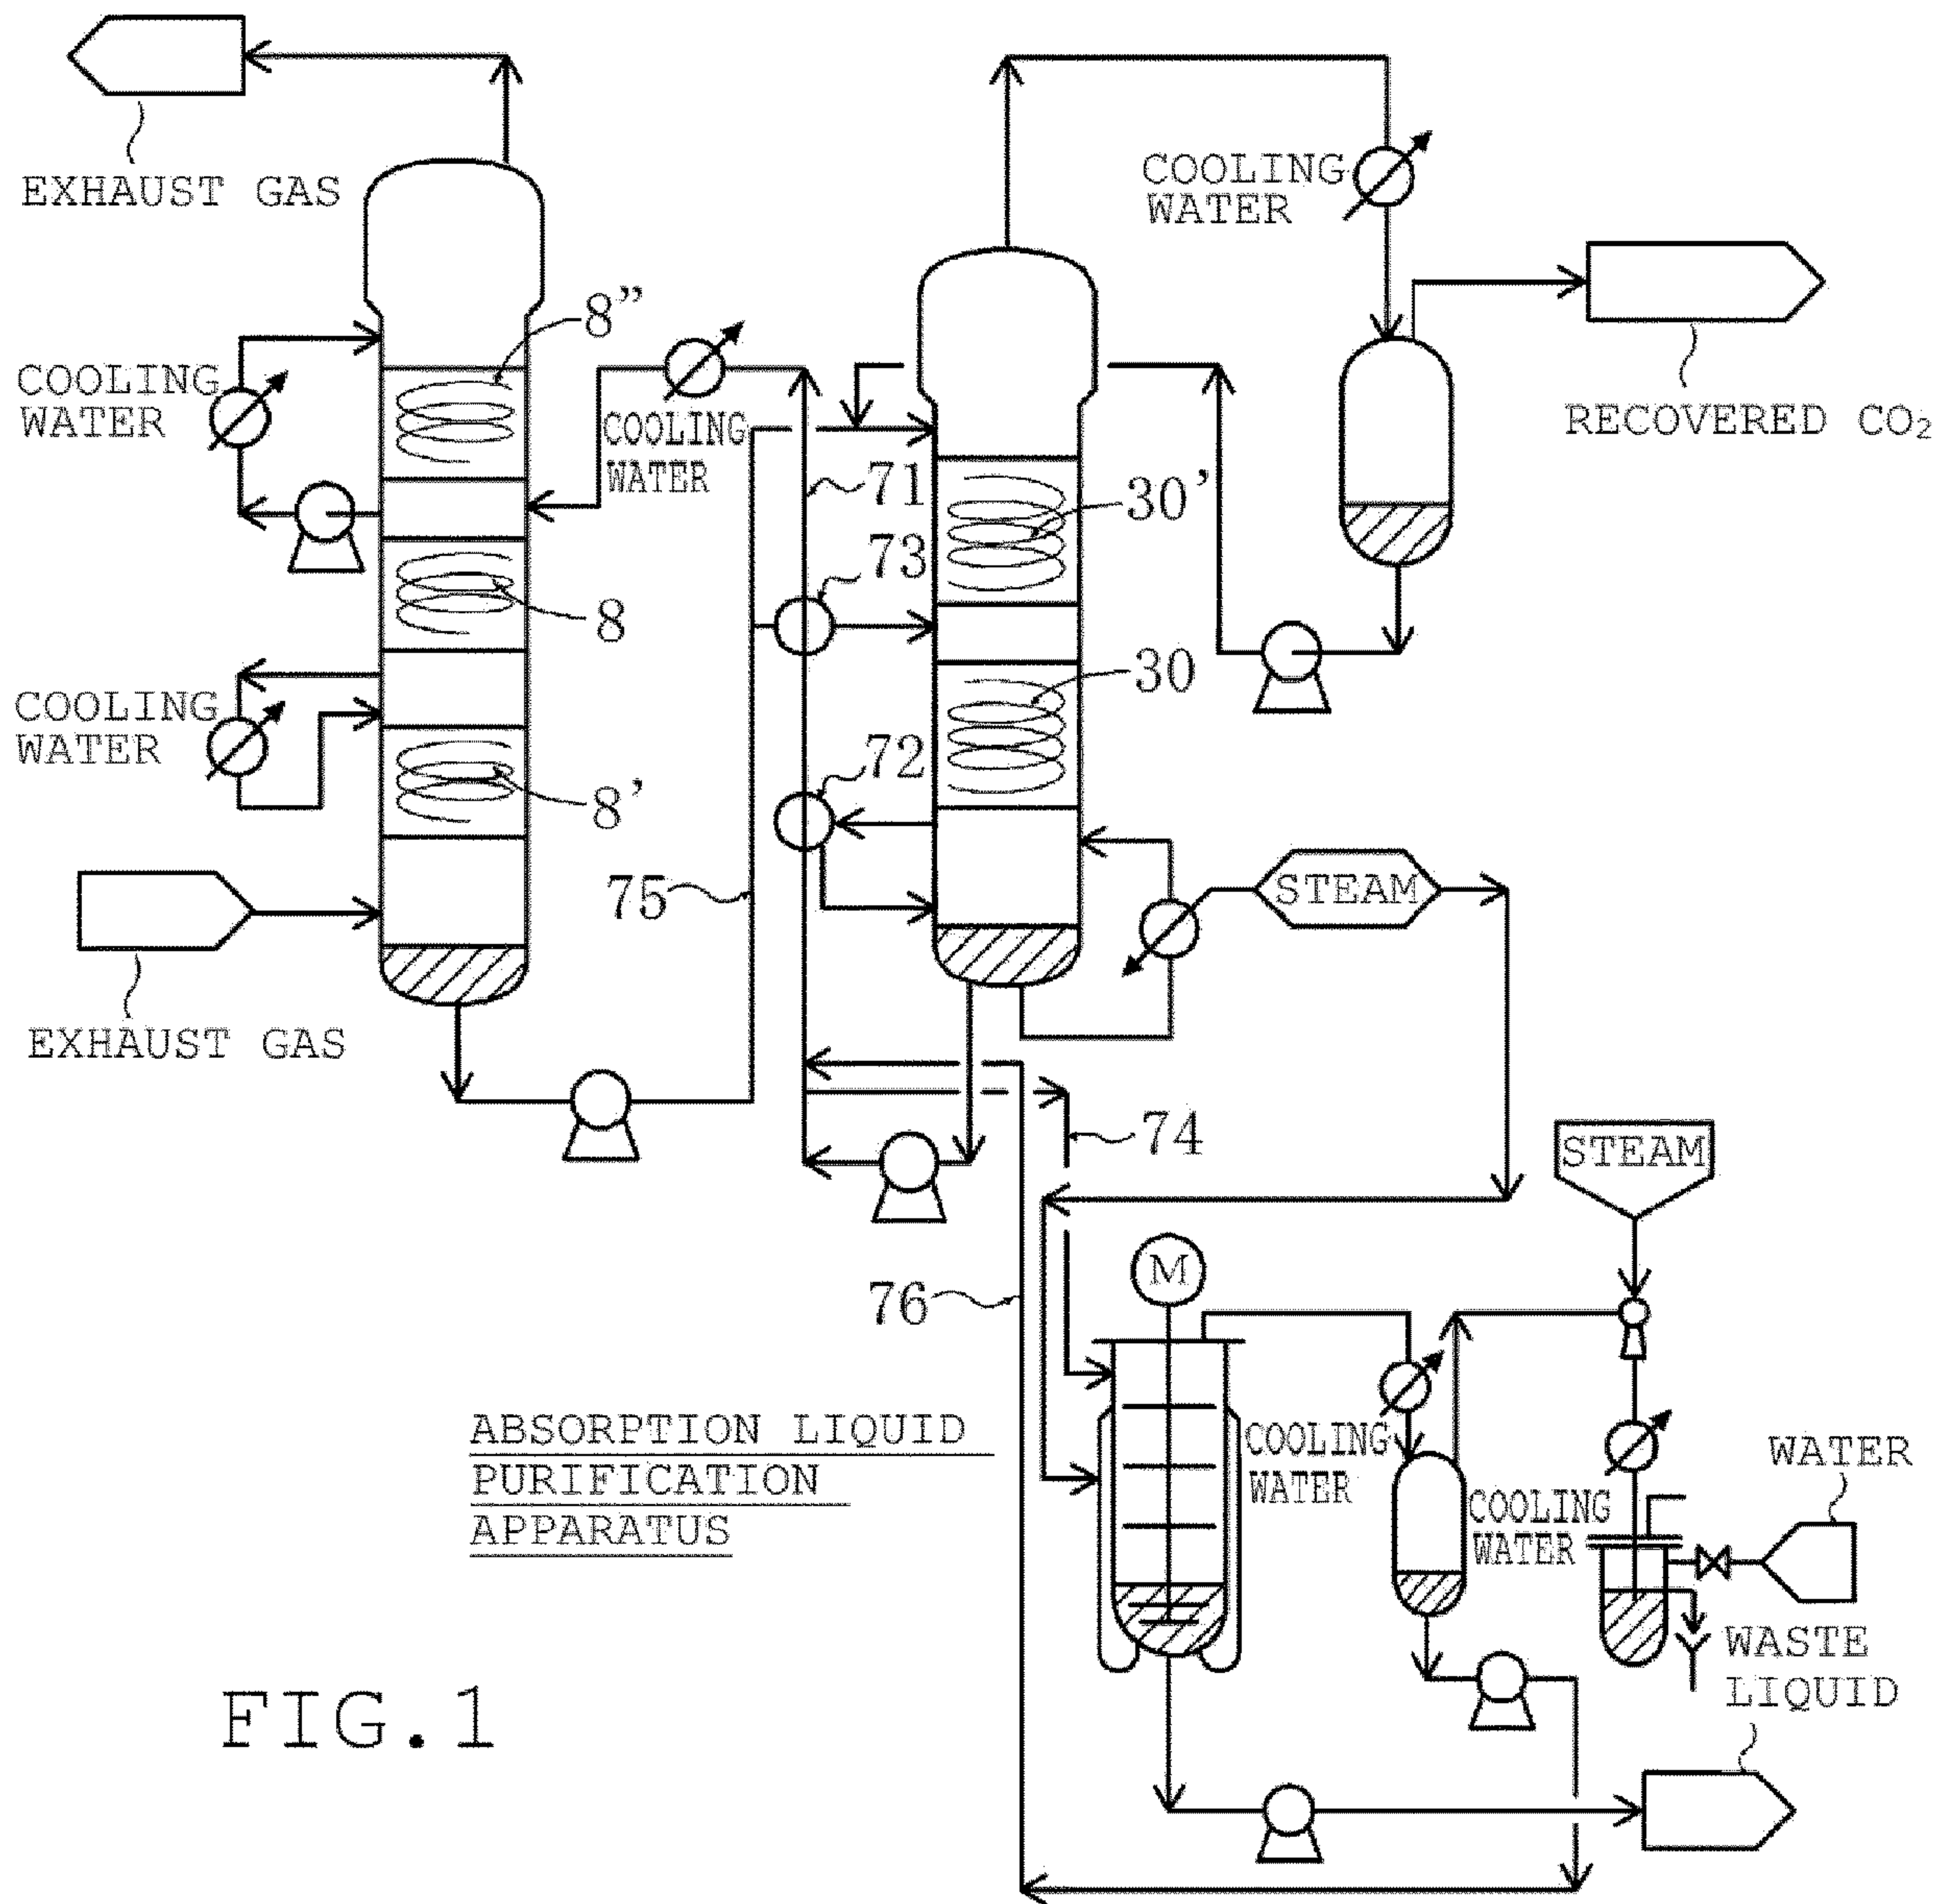 EXHAUST GAS
COOLING
WATER
RECOVERED CO₂
8”
COOLING
WATER
COOLING
WATER
71
30’
73
8
30
COOLING
WATER
72
8’
75
STEAM
EXHAUST GAS
74
STEAM
M
76
ABSORPTION LIQUID
PURIFICATION
APPARATUS
COOLING
WATER
WATER
COOLING
WATER
WASTE
LIQUID
FIG.1